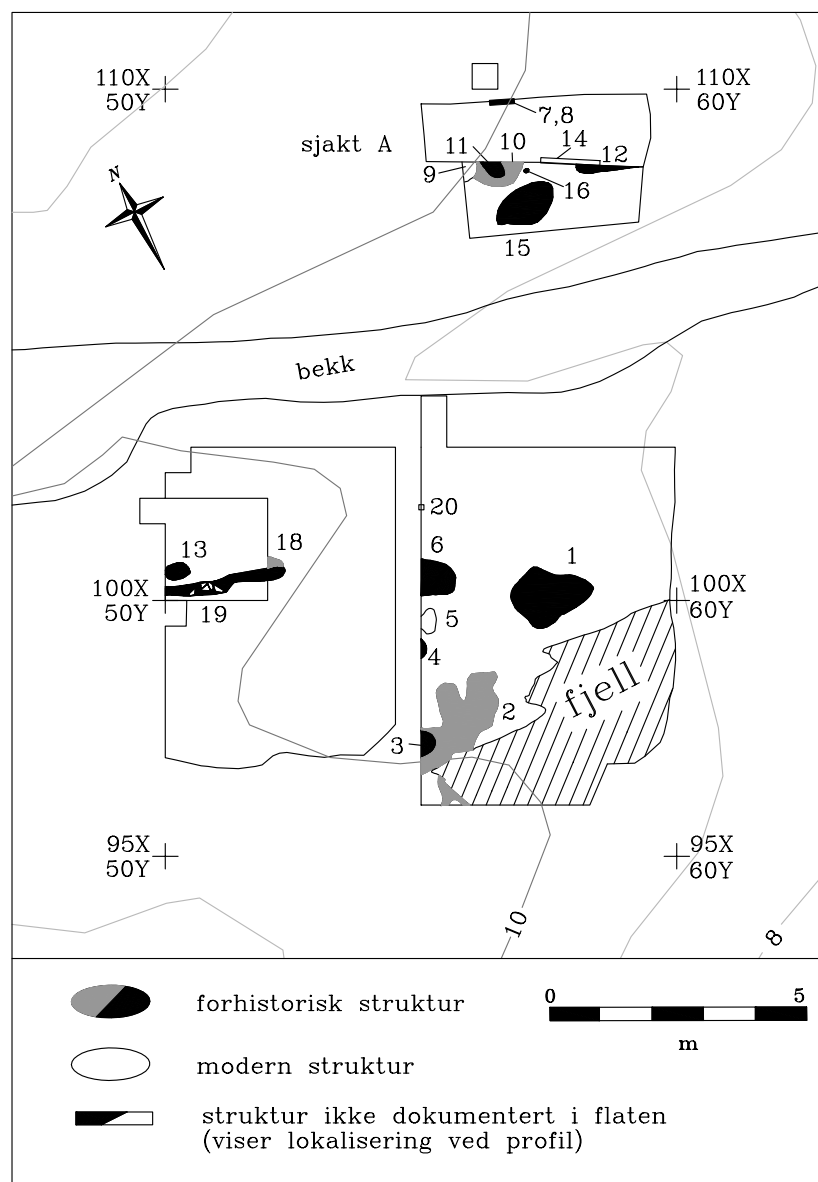 110X
50Y
110X
60Y
7,8
sjakt A
11
10
14
12
9
16
15
N
bekk
20
6
1
13
18
100X
50Y
100X
60Y
19
5
4
fjell
2
3
95X
50Y
95X
60Y
10
8
forhistorisk struktur
0 5
m
modern struktur
struktur ikke dokumentert i flaten
(viser lokalisering ved profil)